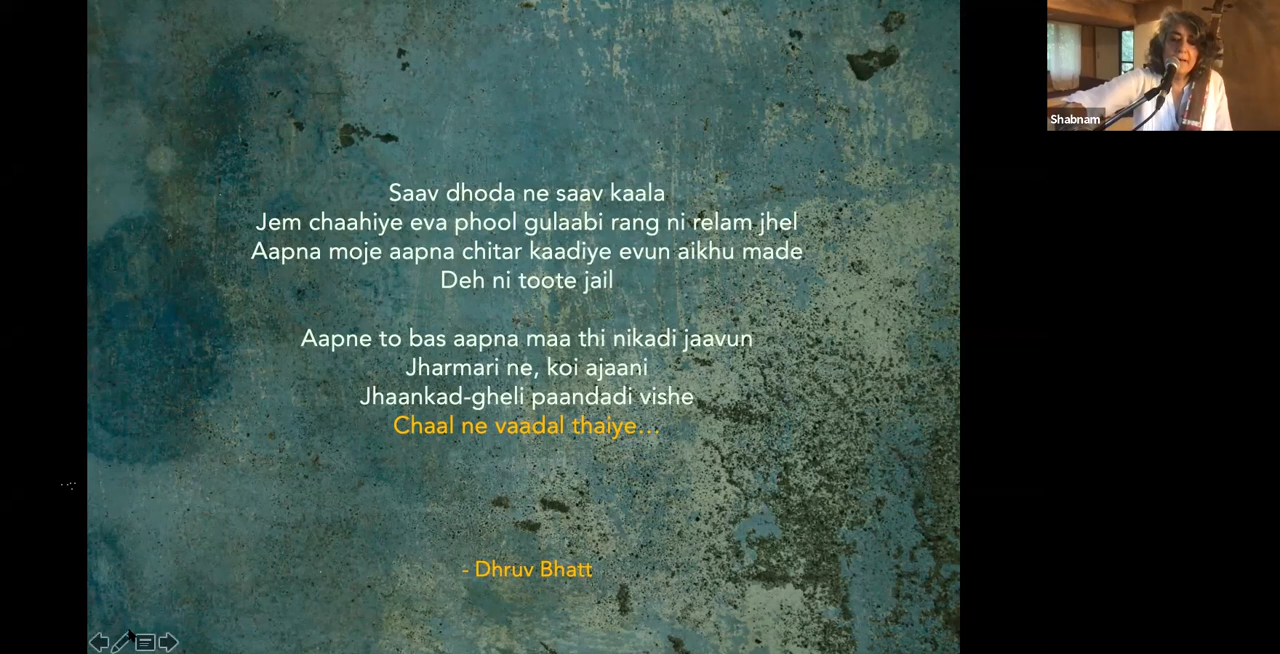 Saav dhoda ne saav kaala
Jem chaahiye eva phool gulaabi rang ni relam jhel
Aapna moje aapna chitar kaadiye evun aikhu made
Deh ni toote jail
Aapne to bas aapna maa thi nikadi jaavun
Jharmari ne, koi ajaani
Jhaankad-gheli paandadi vishe
Chaal ne vaadal thaiye...
- Dhruv Bhatt
Shabnam